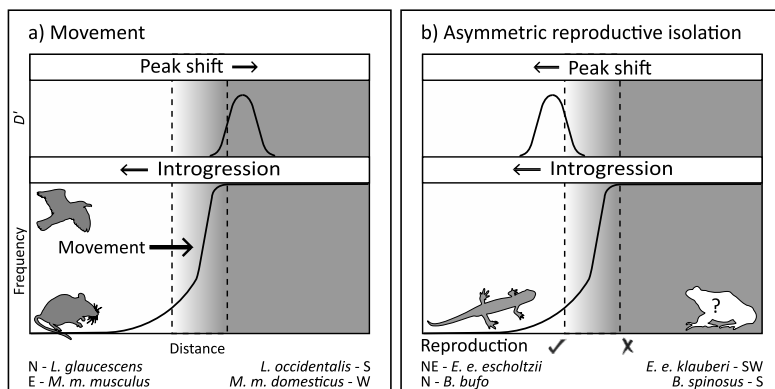 a) Movement
Peak shift →
D'
← Introgression
Frequency
Movement
Distance
N - L. glaucescens
L. occidentalis - S
E - M. m. musculus
M. m. domesticus - W
b) Asymmetric reproductive isolation
← Peak shift
← Introgression
?
Reproduction ✓ ✗
NE - E. e. escholtzii
E. e. klauberi - SW
N - B. bufo
B. spinosus - S